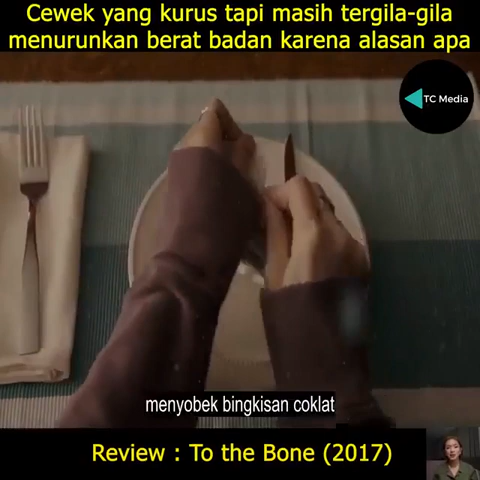 Cewek yang kurus tapi masih tergila-gila
menurunkan berat badan karena alasan apa
TC Media
menyobek bingkisan coklat
Review : To the Bone (2017)